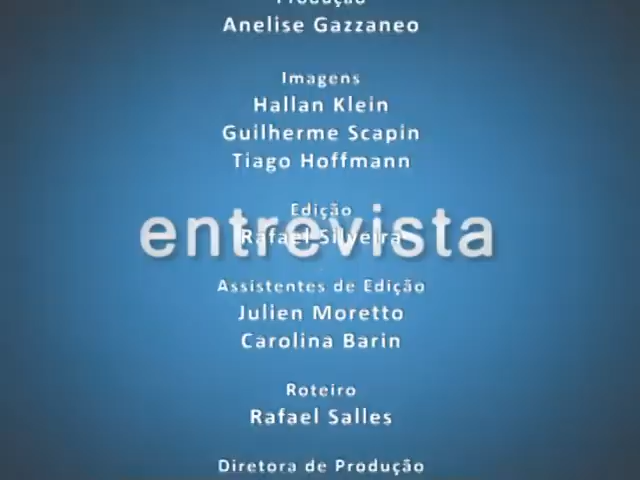 Produção
Anelise Gazzaneo
Imagens
Hallan Klein
Guilherme Scapin
Tiago Hoffmann
Edição
entrevista
Rafael Silveira
Assistentes de Edição
Julien Moretto
Carolina Barin
Roteiro
Rafael Salles
Diretora de Produção